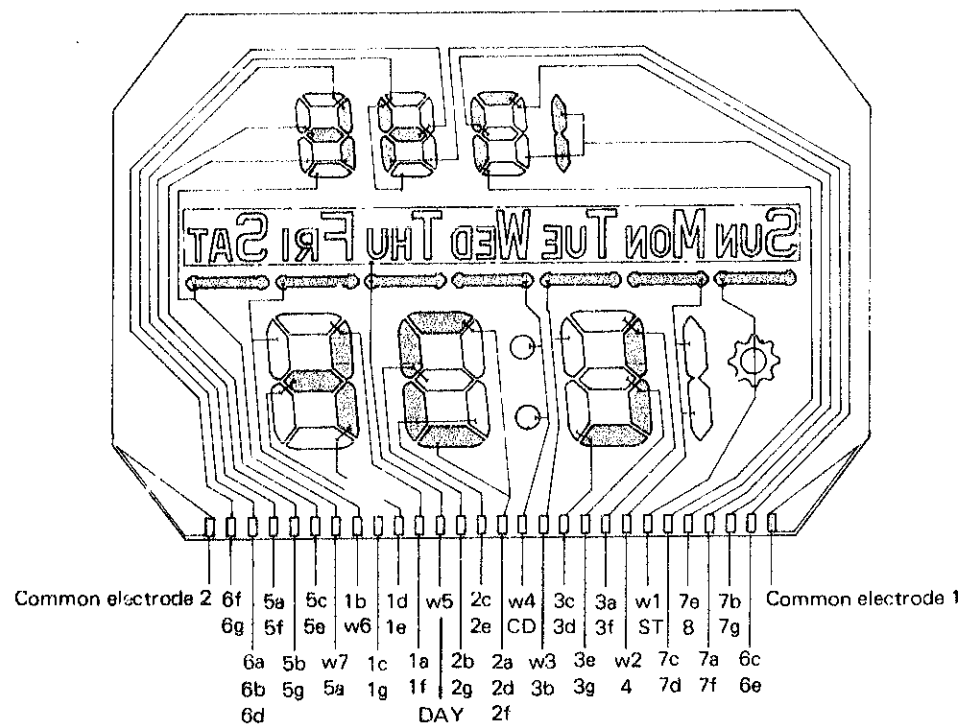 SUN MON TUE WED THU FRI SAT
Common electrode 2 6f 5a 5c 1b 1d w5 2c w4 3c 3a w1 7e 7b Common electrode 1
6g 5f 5e w6 1e 2e CD 3d 3f ST 8 7g
6a 5b w7 1c 1a 2b 2a w3 3e w2 7c 7a 6c
6b 5g 5a 1g 1f 2g 2d 3b 3g 4 7d 7f 6e
6d DAY 2f